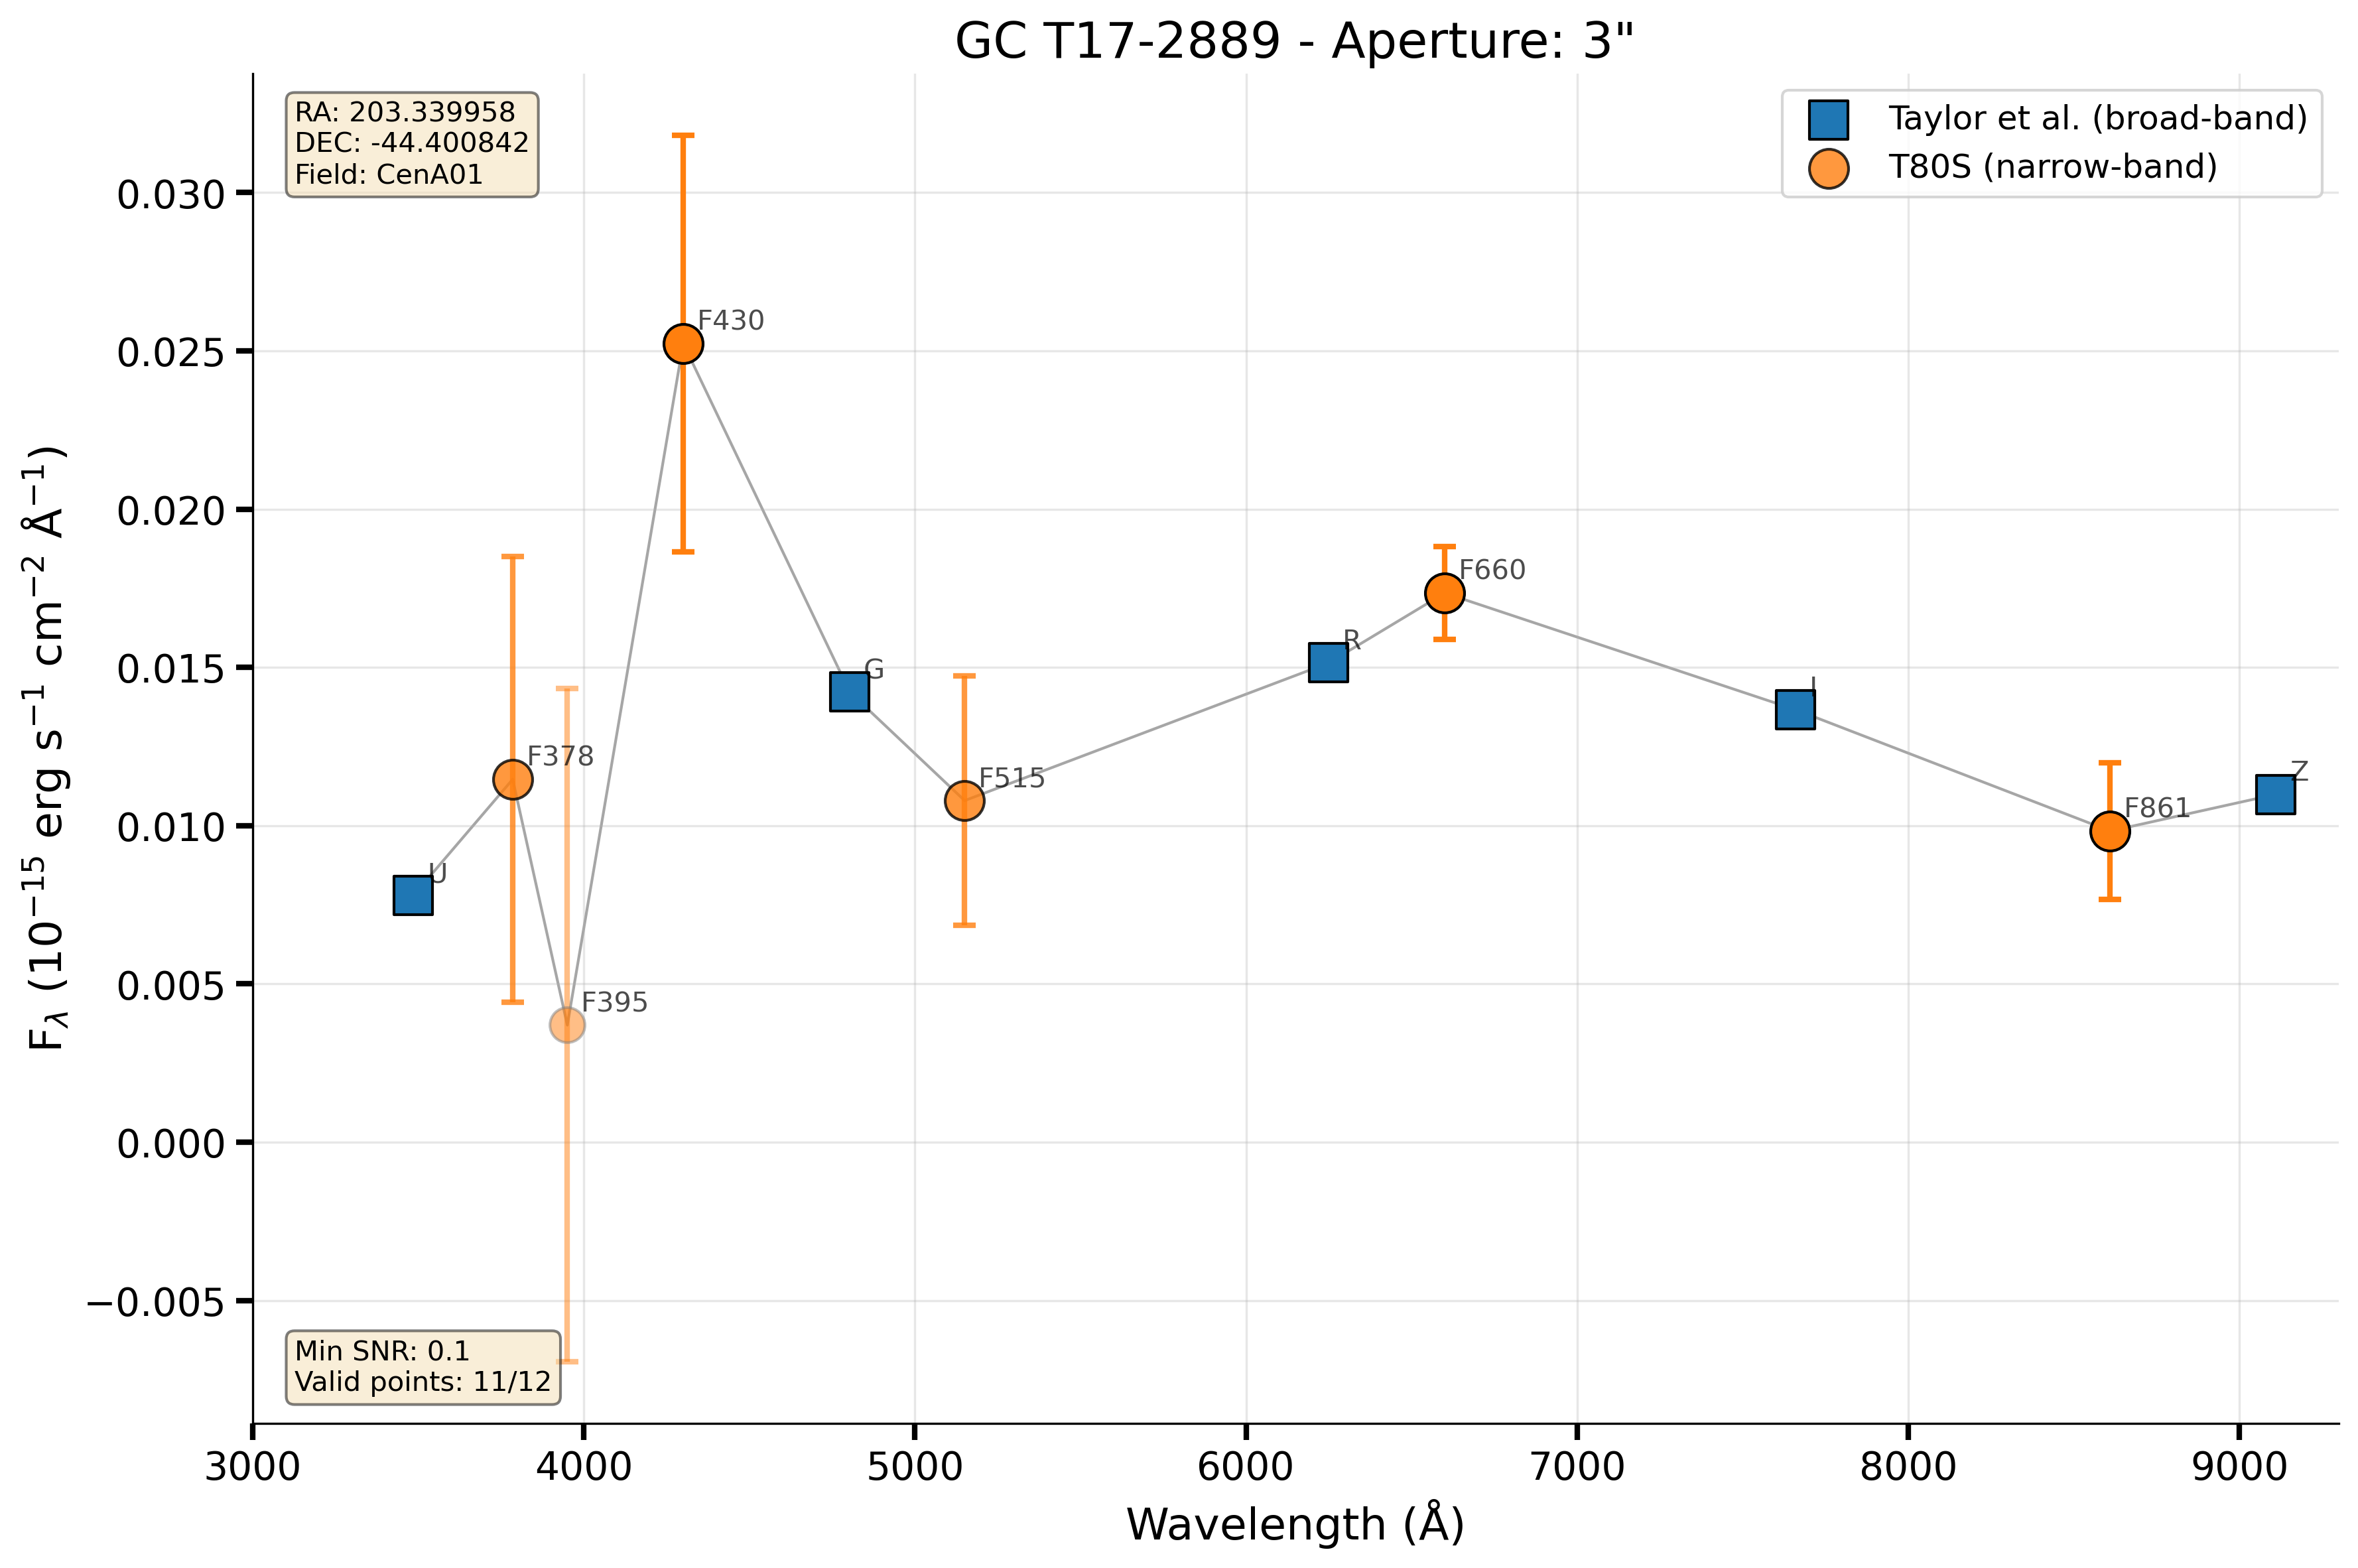 GC T17-2889 - Aperture: 3"
RA: 203.339958
DEC: -44.400842
Field: CenA01
Taylor et al. (broad-band)
T80S (narrow-band)
0.030
0.025
0.020
0.015
0.010
0.005
0.000
−0.005
F_λ (10⁻¹⁵ erg s⁻¹ cm⁻² Å⁻¹)
U
F378
F395
F430
G
F515
R
F660
I
F861
Z
Min SNR: 0.1
Valid points: 11/12
3000 4000 5000 6000 7000 8000 9000
Wavelength (Å)